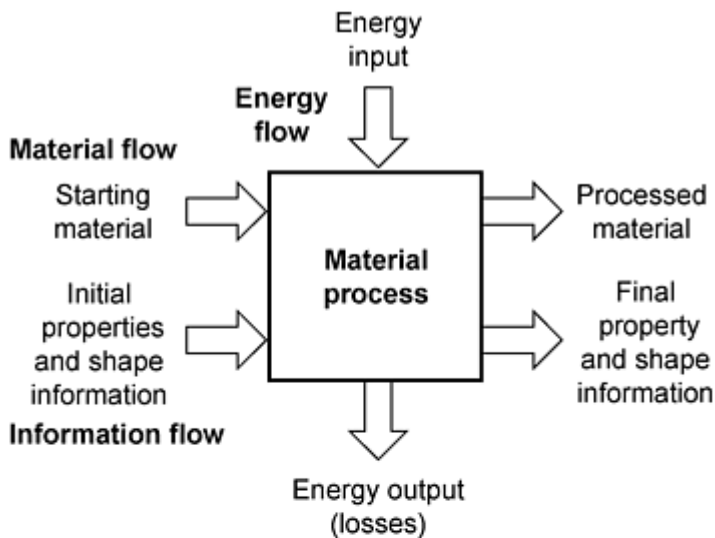 Energy
input
Energy
flow
Material flow
Starting
material
Processed
material
Material
process
Initial
properties
and shape
information
Final
property
and shape
information
Information flow
Energy output
(losses)